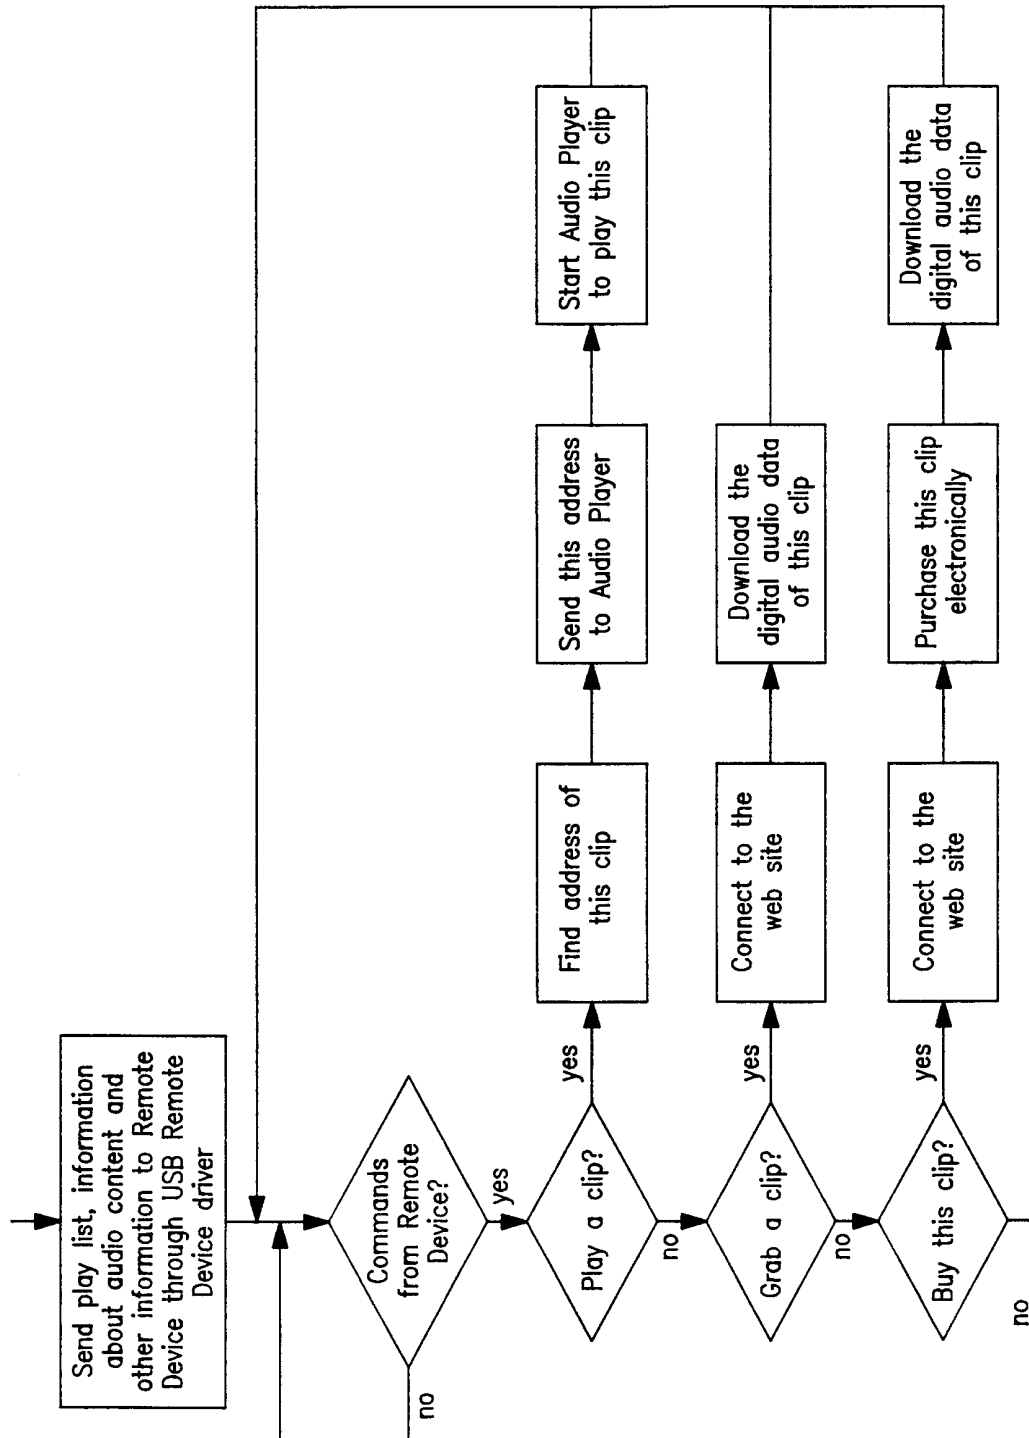 Send play list, information
about audio content and
other information to Remote
Device through USB Remote
Device driver
Commands
from Remote
Device?
no
yes
Play a clip?
yes
Find address of
this clip
Send this address
to Audio Player
Start Audio Player
to play this clip
no
Grab a clip?
yes
Connect to the
web site
Download the
digital audio data
of this clip
no
Buy this clip?
yes
Connect to the
web site
Purchase this clip
electronically
Download the
digital audio data
of this clip
no